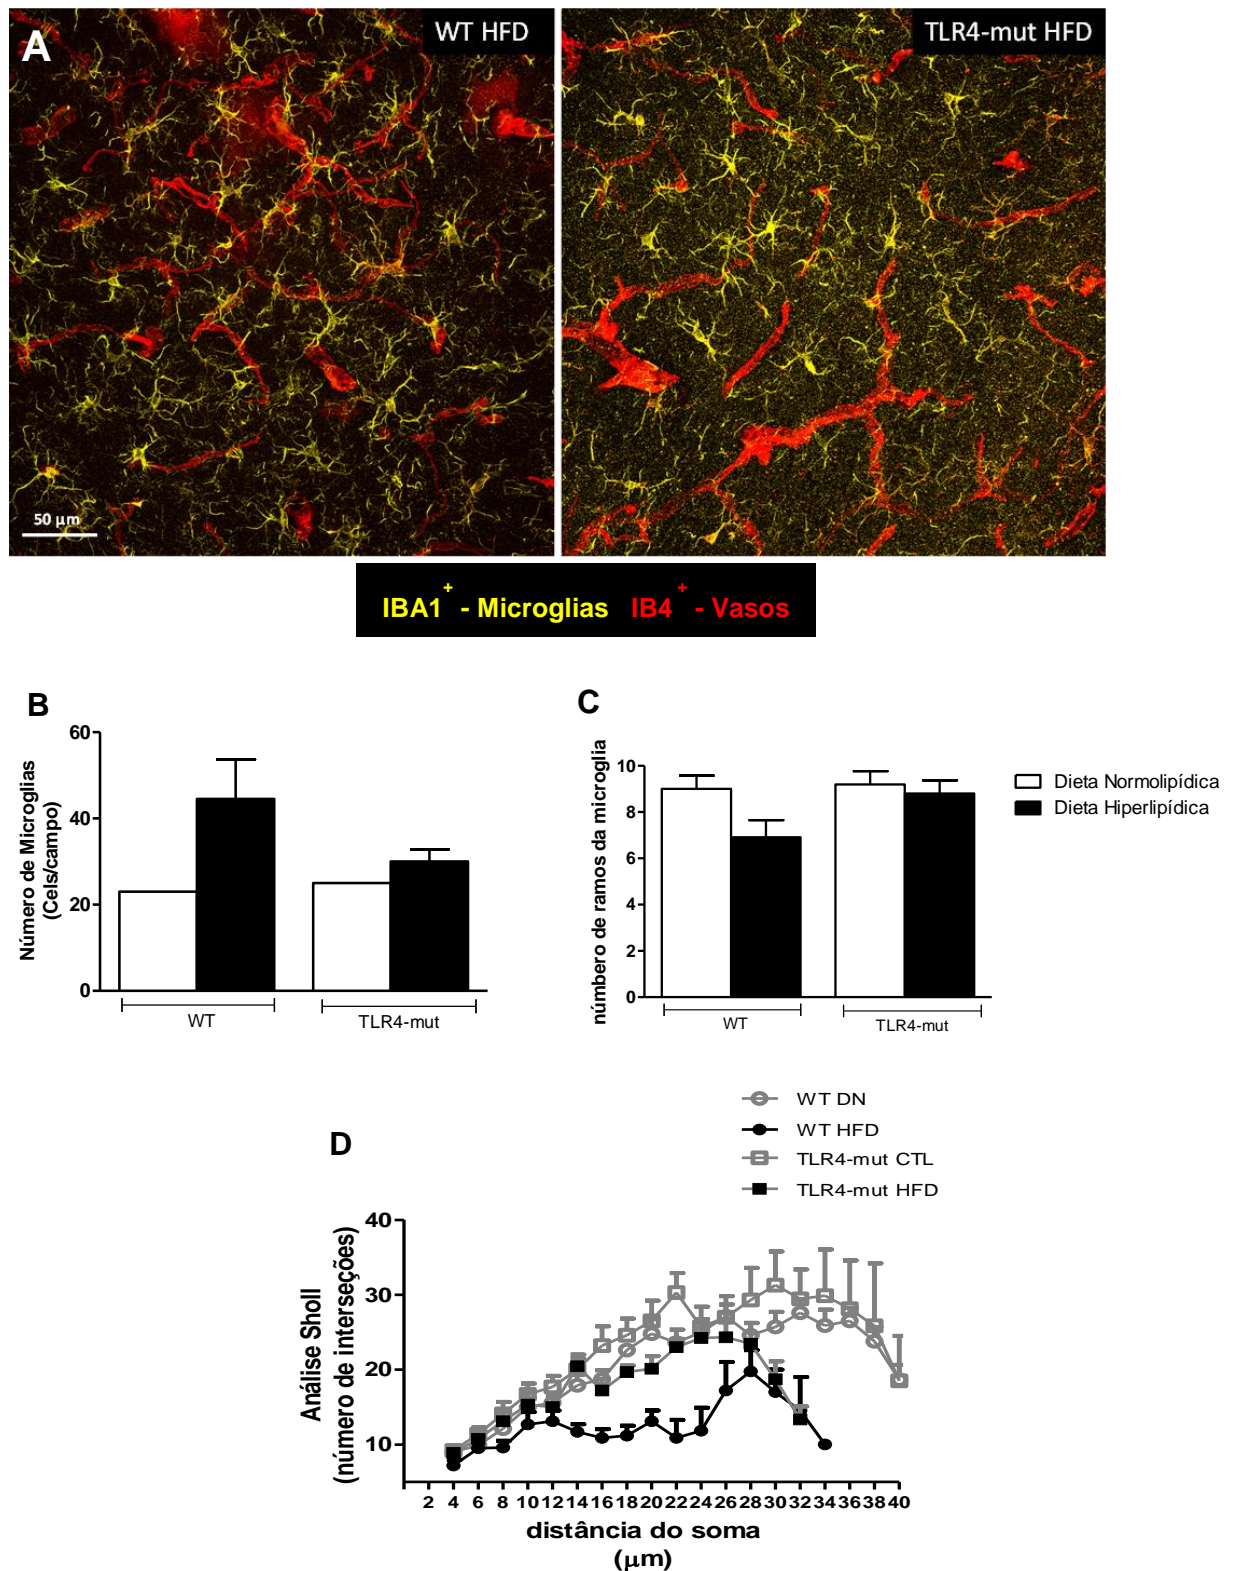 A
WT HFD
TLR4-mut HFD
50 µm
IBA1+ - Microglias IB4+ - Vasos
B
Número de Microglias
(Cels/campo)
60
40
20
0
WT
TLR4-mut
C
númbero de ramos da microglia
10
8
6
4
2
0
WT
TLR4-mut
Dieta Normolipídica
Dieta Hiperlipídica
D
WT DN
WT HFD
TLR4-mut CTL
TLR4-mut HFD
Análise Sholl
(número de interseções)
40
30
20
10
2 4 6 8 10 12 14 16 18 20 22 24 26 28 30 32 34 36 38 40
distância do soma
(µm)